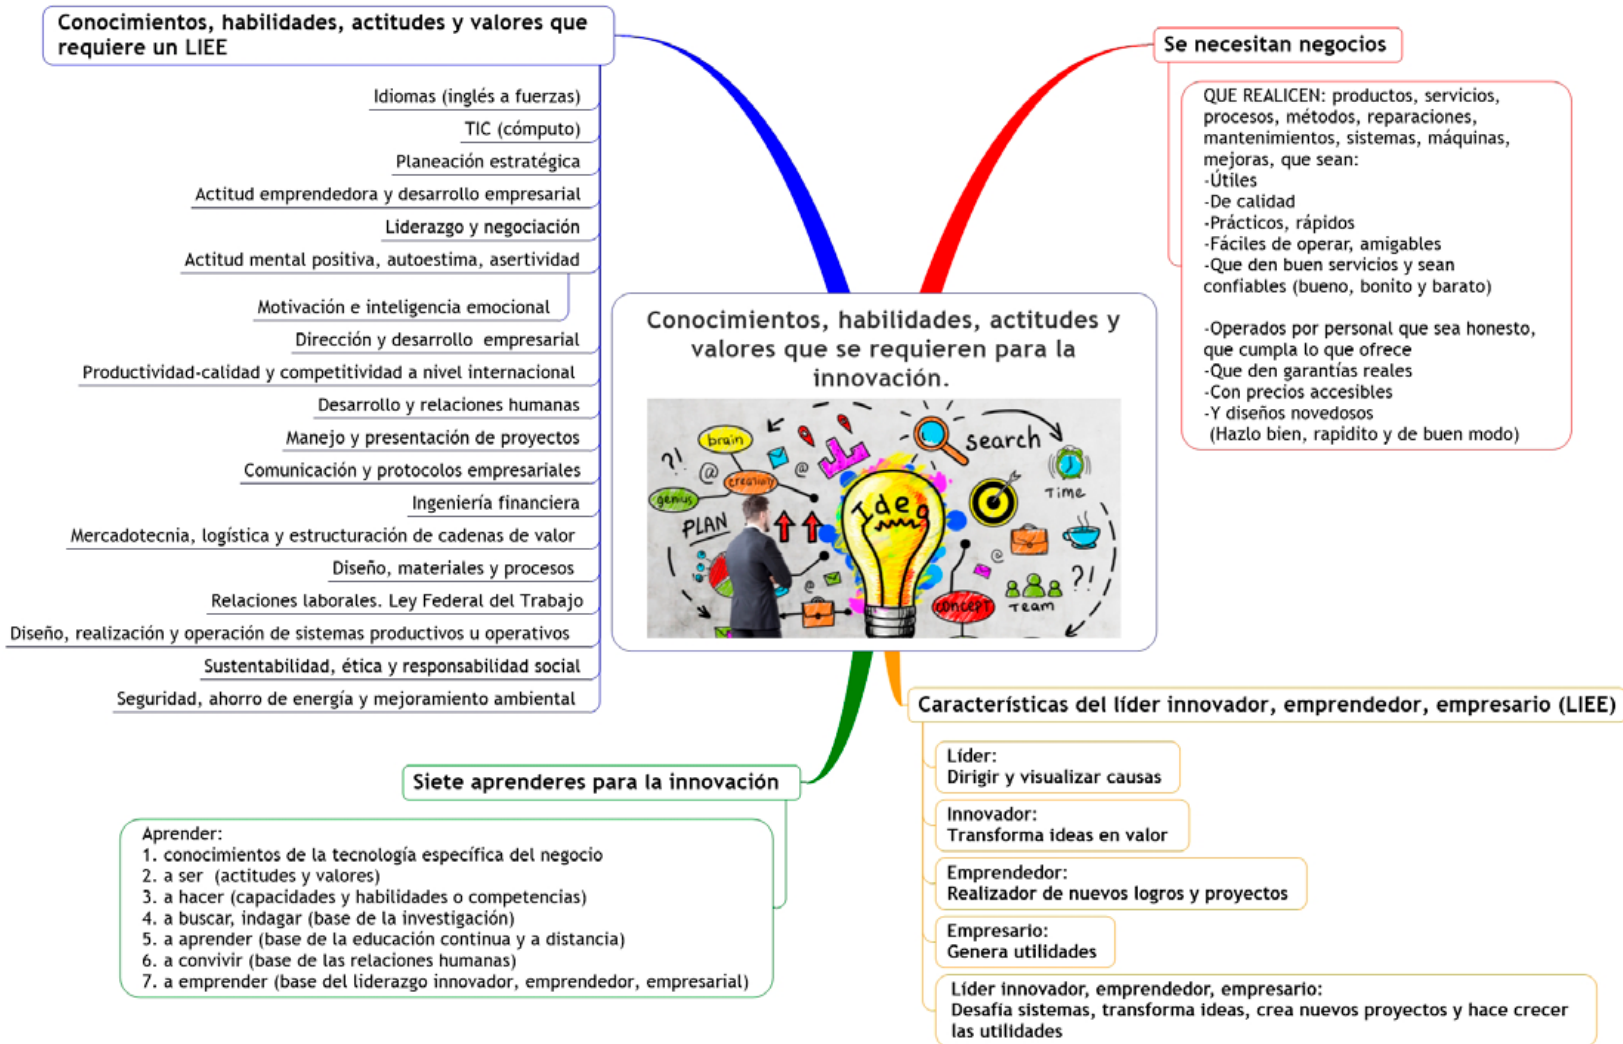 Conocimientos, habilidades, actitudes y valores que
requiere un LIEE
Idiomas (inglés a fuerzas)
TIC (cómputo)
Planeación estratégica
Actitud emprendedora y desarrollo empresarial
Liderazgo y negociación
Actitud mental positiva, autoestima, asertividad
Motivación e inteligencia emocional
Dirección y desarrollo empresarial
Productividad-calidad y competitividad a nivel internacional
Desarrollo y relaciones humanas
Manejo y presentación de proyectos
Comunicación y protocolos empresariales
Ingeniería financiera
Mercadotecnia, logística y estructuración de cadenas de valor
Diseño, materiales y procesos
Relaciones laborales. Ley Federal del Trabajo
Diseño, realización y operación de sistemas productivos u operativos
Sustentabilidad, ética y responsabilidad social
Seguridad, ahorro de energía y mejoramiento ambiental
Se necesitan negocios
QUE REALICEN: productos, servicios,
procesos, métodos, reparaciones,
mantenimientos, sistemas, máquinas,
mejoras, que sean:
-Útiles
-De calidad
-Prácticos, rápidos
-Fáciles de operar, amigables
-Que den buen servicios y sean
confiables (bueno, bonito y barato)
-Operados por personal que sea honesto,
que cumpla lo que ofrece
-Que den garantías reales
-Con precios accesibles
-Y diseños novedosos
(Hazlo bien, rapidito y de buen modo)
Conocimientos, habilidades, actitudes y
valores que se requieren para la
innovación.
brain
?!
@
@
creativity
genius
PLAN
@
Idea
search
Time
@
?!
concept
Team
Siete aprenderes para la innovación
Aprender:
1. conocimientos de la tecnología específica del negocio
2. a ser (actitudes y valores)
3. a hacer (capacidades y habilidades o competencias)
4. a buscar, indagar (base de la investigación)
5. a aprender (base de la educación continua y a distancia)
6. a convivir (base de las relaciones humanas)
7. a emprender (base del liderazgo innovador, emprendedor, empresarial)
Características del líder innovador, emprendedor, empresario (LIEE)
Líder:
Dirigir y visualizar causas
Innovador:
Transforma ideas en valor
Emprendedor:
Realizador de nuevos logros y proyectos
Empresario:
Genera utilidades
Líder innovador, emprendedor, empresario:
Desafía sistemas, transforma ideas, crea nuevos proyectos y hace crecer
las utilidades